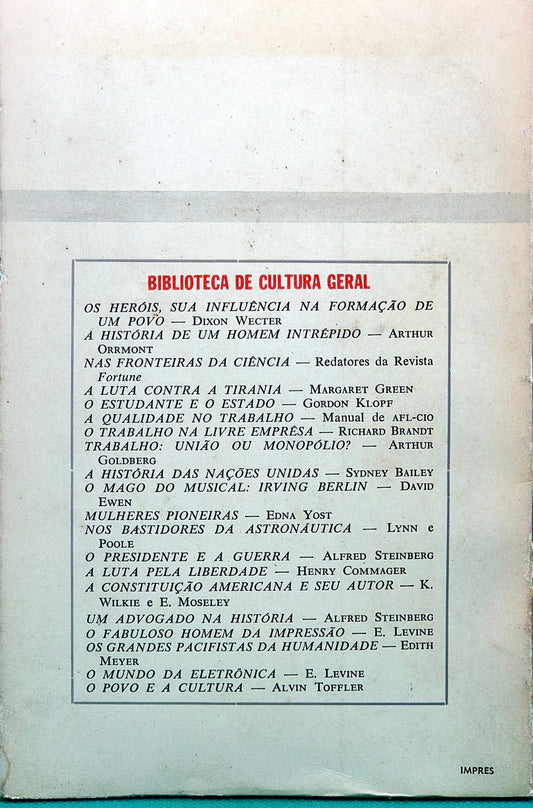 BIBLIOTECA DE CULTURA GERAL
OS HERÓIS, SUA INFLUÊNCIA NA FORMAÇÃO DE
UM POVO — DIXON WECTER
A HISTÓRIA DE UM HOMEM INTRÉPIDO — ARTHUR
ORRMONT
NAS FRONTEIRAS DA CIÊNCIA — Redatores da Revista
Fortune
A LUTA CONTRA A TIRANIA — MARGARET GREEN
O ESTUDANTE E O ESTADO — GORDON KLOPF
A QUALIDADE NO TRABALHO — Manual de AFL-CIO
O TRABALHO NA LIVRE EMPRÊSA — RICHARD BRANDT
TRABALHO: UNIÃO OU MONOPÓLIO? — ARTHUR
GOLDBERG
A HISTÓRIA DAS NAÇÕES UNIDAS — SYDNEY BAILEY
O MAGO DO MUSICAL: IRVING BERLIN — DAVID
EWEN
MULHERES PIONEIRAS — EDNA YOST
NOS BASTIDORES DA ASTRONÁUTICA — LYNN e
POOLE
O PRESIDENTE E A GUERRA — ALFRED STEINBERG
A LUTA PELA LIBERDADE — HENRY COMMAGER
A CONSTITUIÇÃO AMERICANA E SEU AUTOR — K.
WILKIE e E. MOSELEY
UM ADVOGADO NA HISTÓRIA — ALFRED STEINBERG
O FABULOSO HOMEM DA IMPRESSÃO — E. LEVINE
OS GRANDES PACIFISTAS DA HUMANIDADE — EDITH
MEYER
O MUNDO DA ELETRÔNICA — E. LEVINE
O POVO E A CULTURA — ALVIN TOFFLER
IMPRES